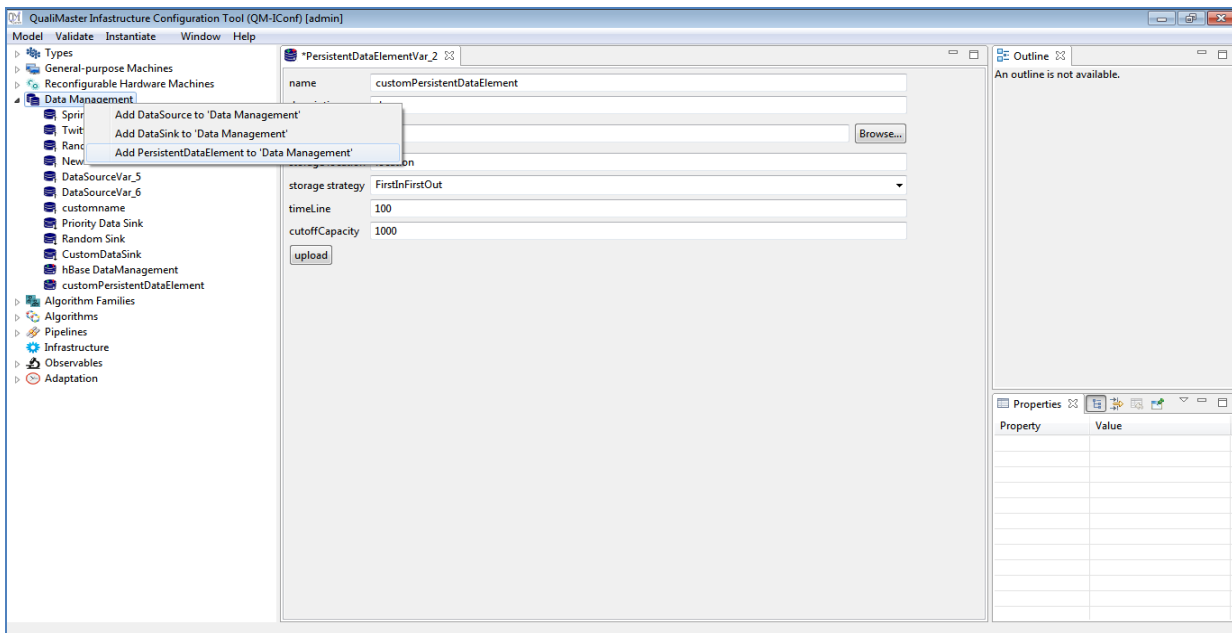 QualiMaster Infastructure Configuration Tool (QM-IConf) [admin]
Model Validate Instantiate Window Help
Types
General-purpose Machines
Reconfigurable Hardware Machines
Data Management
Add DataSource to 'Data Management'
Add DataSink to 'Data Management'
Add PersistentDataElement to 'Data Management'
DataSourceVar_5
DataSourceVar_6
customname
Priority Data Sink
Random Sink
CustomDataSink
hBase DataManagement
customPersistentDataElement
Algorithm Families
Algorithms
Pipelines
Infrastructure
Observables
Adaptation
*PersistentDataElementVar_2
name customPersistentDataElement
Browse...
storage strategy FirstInFirstOut
timeLine 100
cutoffCapacity 1000
upload
Outline
An outline is not available.
Properties
Property Value